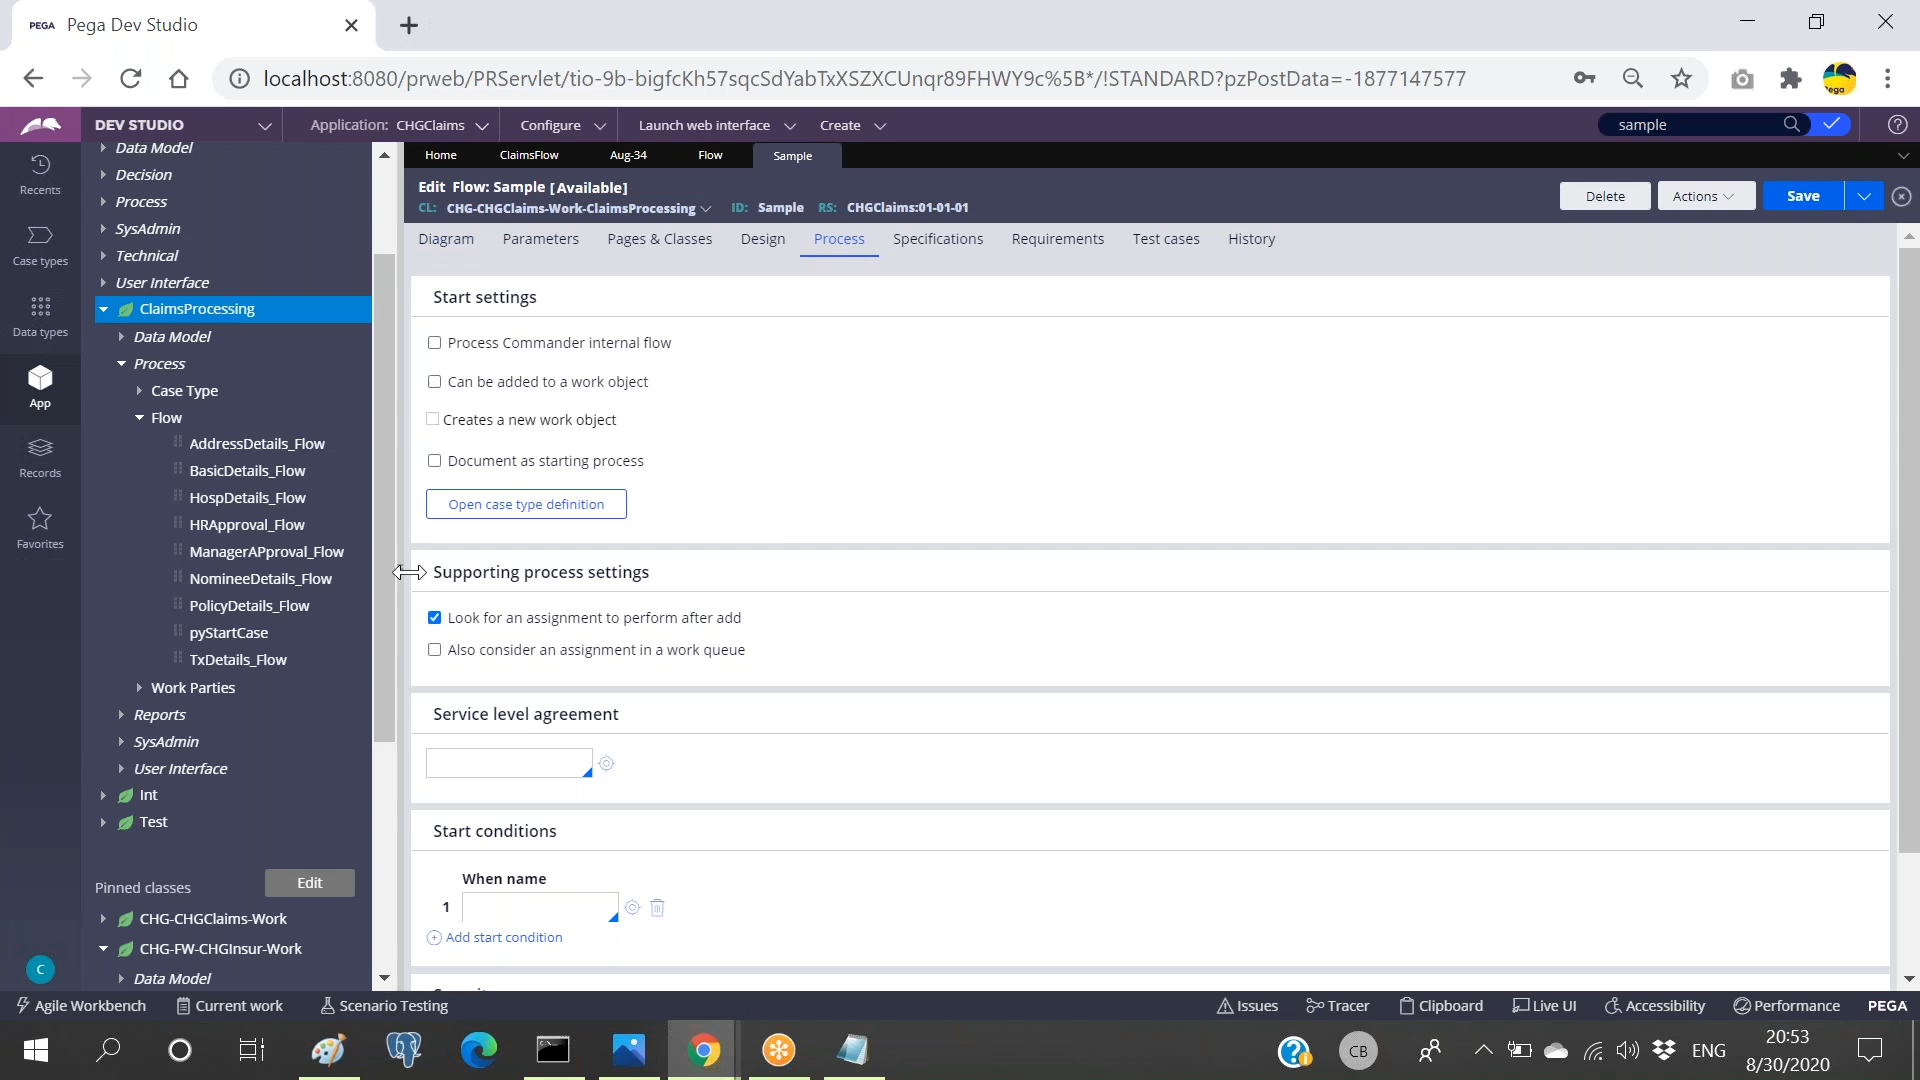 PEGA Pega Dev Studio
localhost:8080/prweb/PRServlet/tio-9b-bigfcKh57sqcSdYabTxXSZXCUnqr89FHWY9c%5B*/!STANDARD?pzPostData=-1877147577
Pega
DEV STUDIO Application: CHGClaims Configure Launch web interface Create sample
Home ClaimsFlow Aug-34 Flow Sample
Edit Flow: Sample [Available]
CL: CHG-CHGClaims-Work-ClaimsProcessing ID: Sample RS: CHGClaims:01-01-01
Delete Actions Save
Diagram Parameters Pages & Classes Design Process Specifications Requirements Test cases History
Recents
Case types
Data types
App
Records
Favorites
C
Data Model
Decision
Process
SysAdmin
Technical
User Interface
ClaimsProcessing
Data Model
Process
Case Type
Flow
AddressDetails_Flow
BasicDetails_Flow
HospDetails_Flow
HRApproval_Flow
ManagerAPproval_Flow
NomineeDetails_Flow
PolicyDetails_Flow
pyStartCase
TxDetails_Flow
Work Parties
Reports
SysAdmin
User Interface
Int
Test
Pinned classes Edit
CHG-CHGClaims-Work
CHG-FW-CHGInsur-Work
Data Model
Start settings
Process Commander internal flow
Can be added to a work object
Creates a new work object
Document as starting process
Open case type definition
Supporting process settings
Look for an assignment to perform after add
Also consider an assignment in a work queue
Service level agreement
Start conditions
When name
1
Add start condition
Agile Workbench Current work Scenario Testing Issues Tracer Clipboard Live UI Accessibility Performance PEGA
CB ENG
20:53
8/30/2020